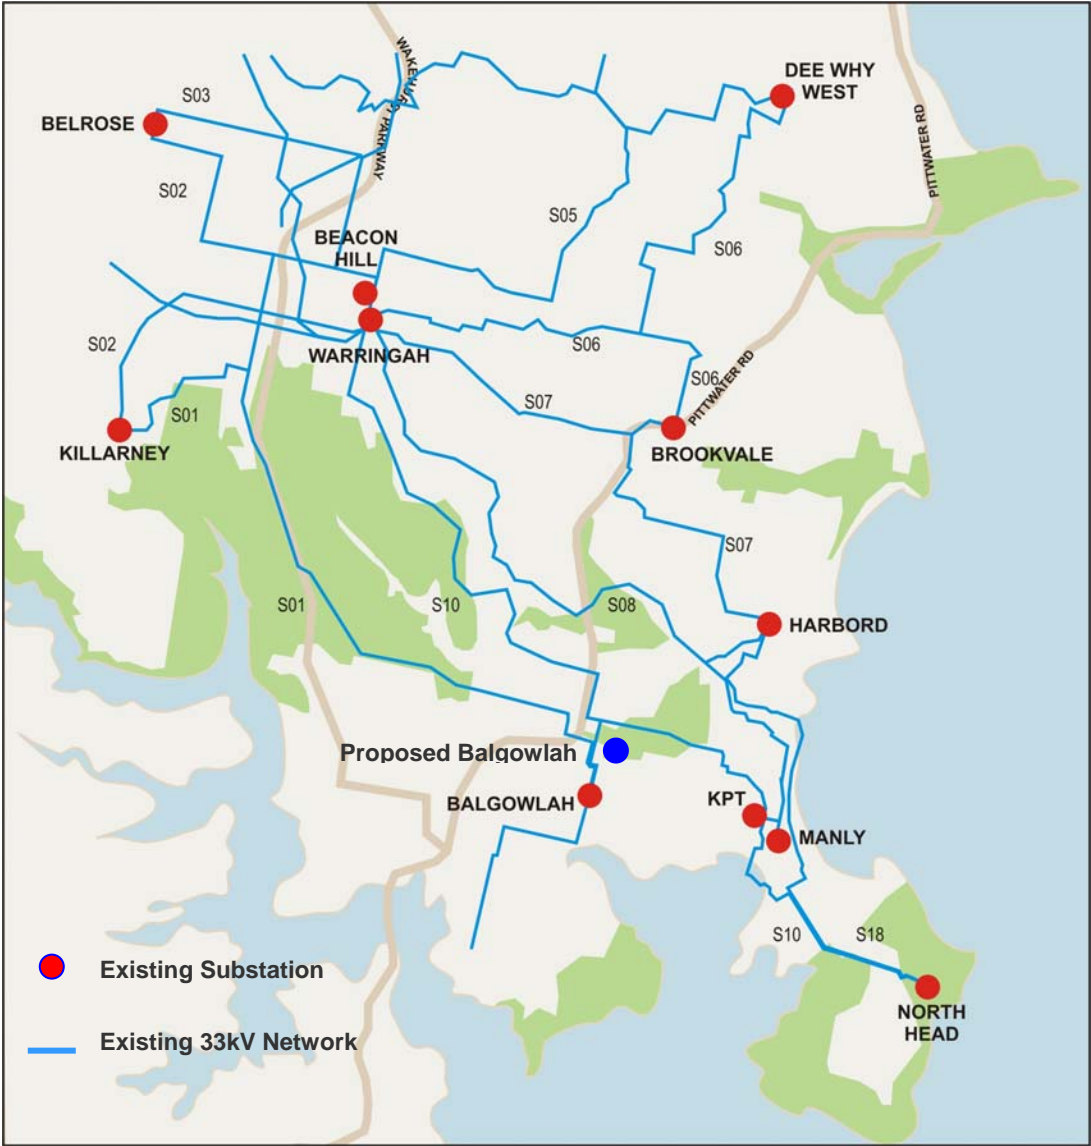 WAKEHURST PARKWAY
DEE WHY
WEST
S03
BELROSE
PITTWATER RD
S02
S05
BEACON
HILL
S06
S02
S06
WARRINGAH
S06
PITTWATER RD
S07
S01
KILLARNEY
BROOKVALE
S07
S01
S10
S08
HARBORD
Proposed Balgowlah
KPT
BALGOWLAH
MANLY
S10
S18
Existing Substation
NORTH
HEAD
Existing 33kV Network